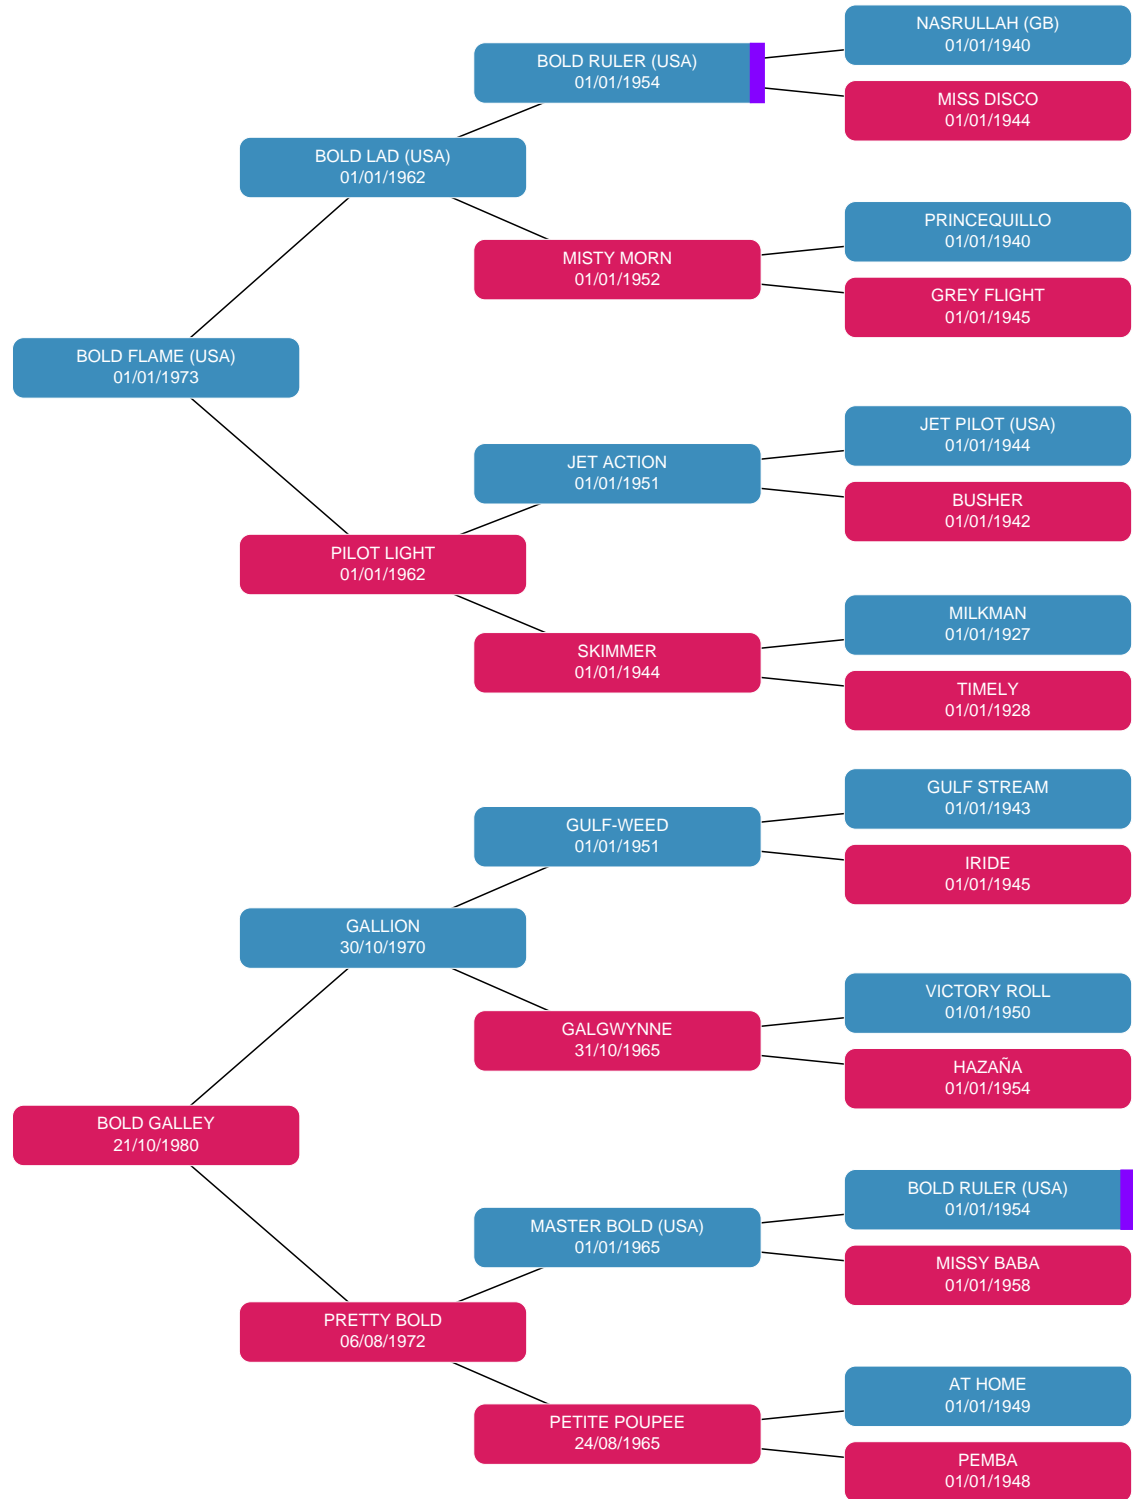 NASRULLAH (GB)
01/01/1940
BOLD RULER (USA)
01/01/1954
MISS DISCO
01/01/1944
BOLD LAD (USA)
01/01/1962
PRINCEQUILLO
01/01/1940
MISTY MORN
01/01/1952
GREY FLIGHT
01/01/1945
BOLD FLAME (USA)
01/01/1973
JET PILOT (USA)
01/01/1944
JET ACTION
01/01/1951
BUSHER
01/01/1942
PILOT LIGHT
01/01/1962
MILKMAN
01/01/1927
SKIMMER
01/01/1944
TIMELY
01/01/1928
GULF STREAM
01/01/1943
GULF-WEED
01/01/1951
IRIDE
01/01/1945
GALLION
30/10/1970
VICTORY ROLL
01/01/1950
GALGWYNNE
31/10/1965
HAZAÑA
01/01/1954
BOLD GALLEY
21/10/1980
BOLD RULER (USA)
01/01/1954
MASTER BOLD (USA)
01/01/1965
MISSY BABA
01/01/1958
PRETTY BOLD
06/08/1972
AT HOME
01/01/1949
PETITE POUPEE
24/08/1965
PEMBA
01/01/1948